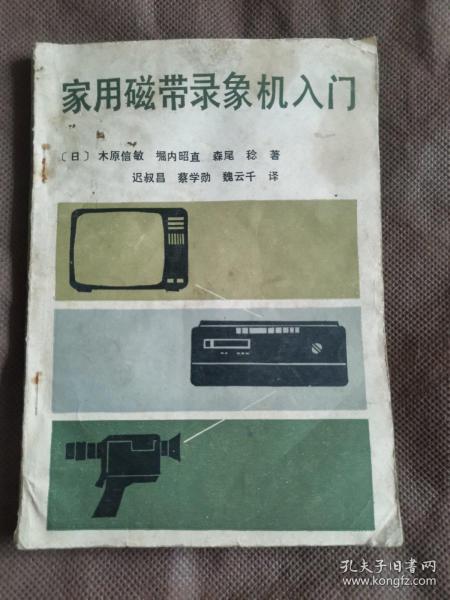 家用磁带录象机入门
〔日〕木原信敏 堀内昭直 森尾 稔 著
迟叔昌 蔡学勋 魏云千 译
孔夫子旧书网
www.kongfz.com